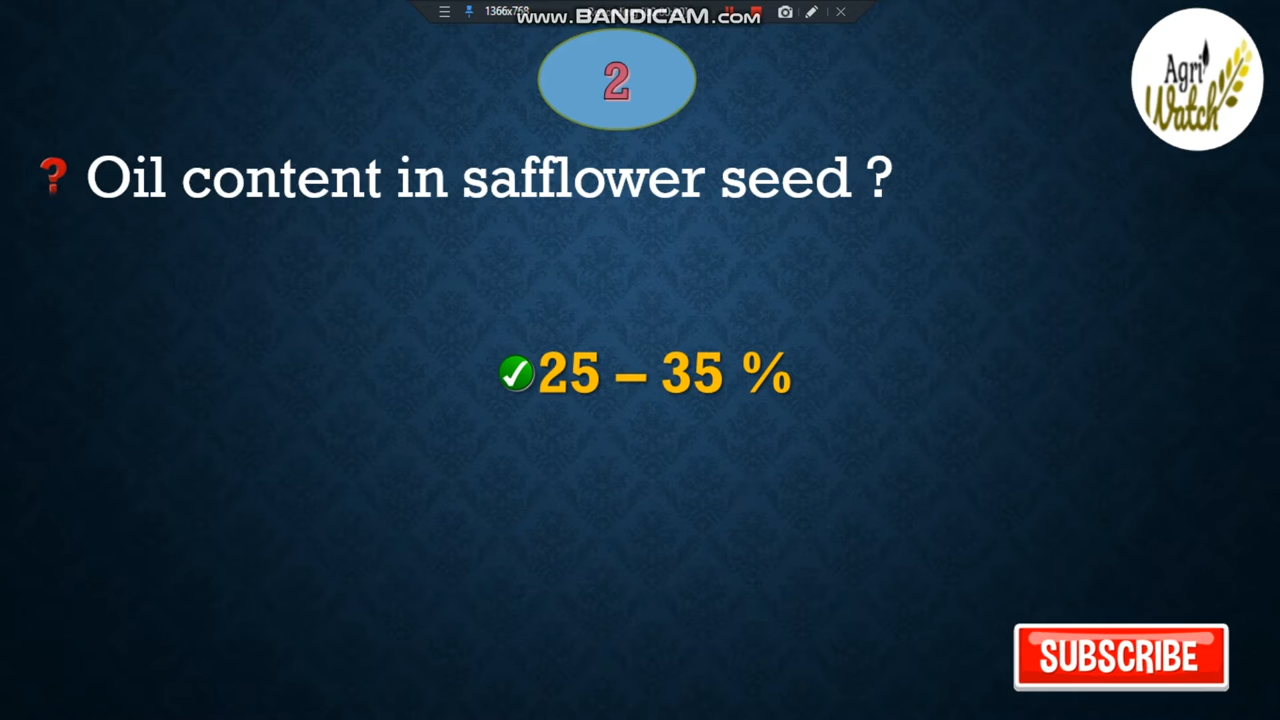 1366x768
www.BANDICAM.com
2
Agri
Watch
? Oil content in safflower seed ?
25 – 35 %
SUBSCRIBE